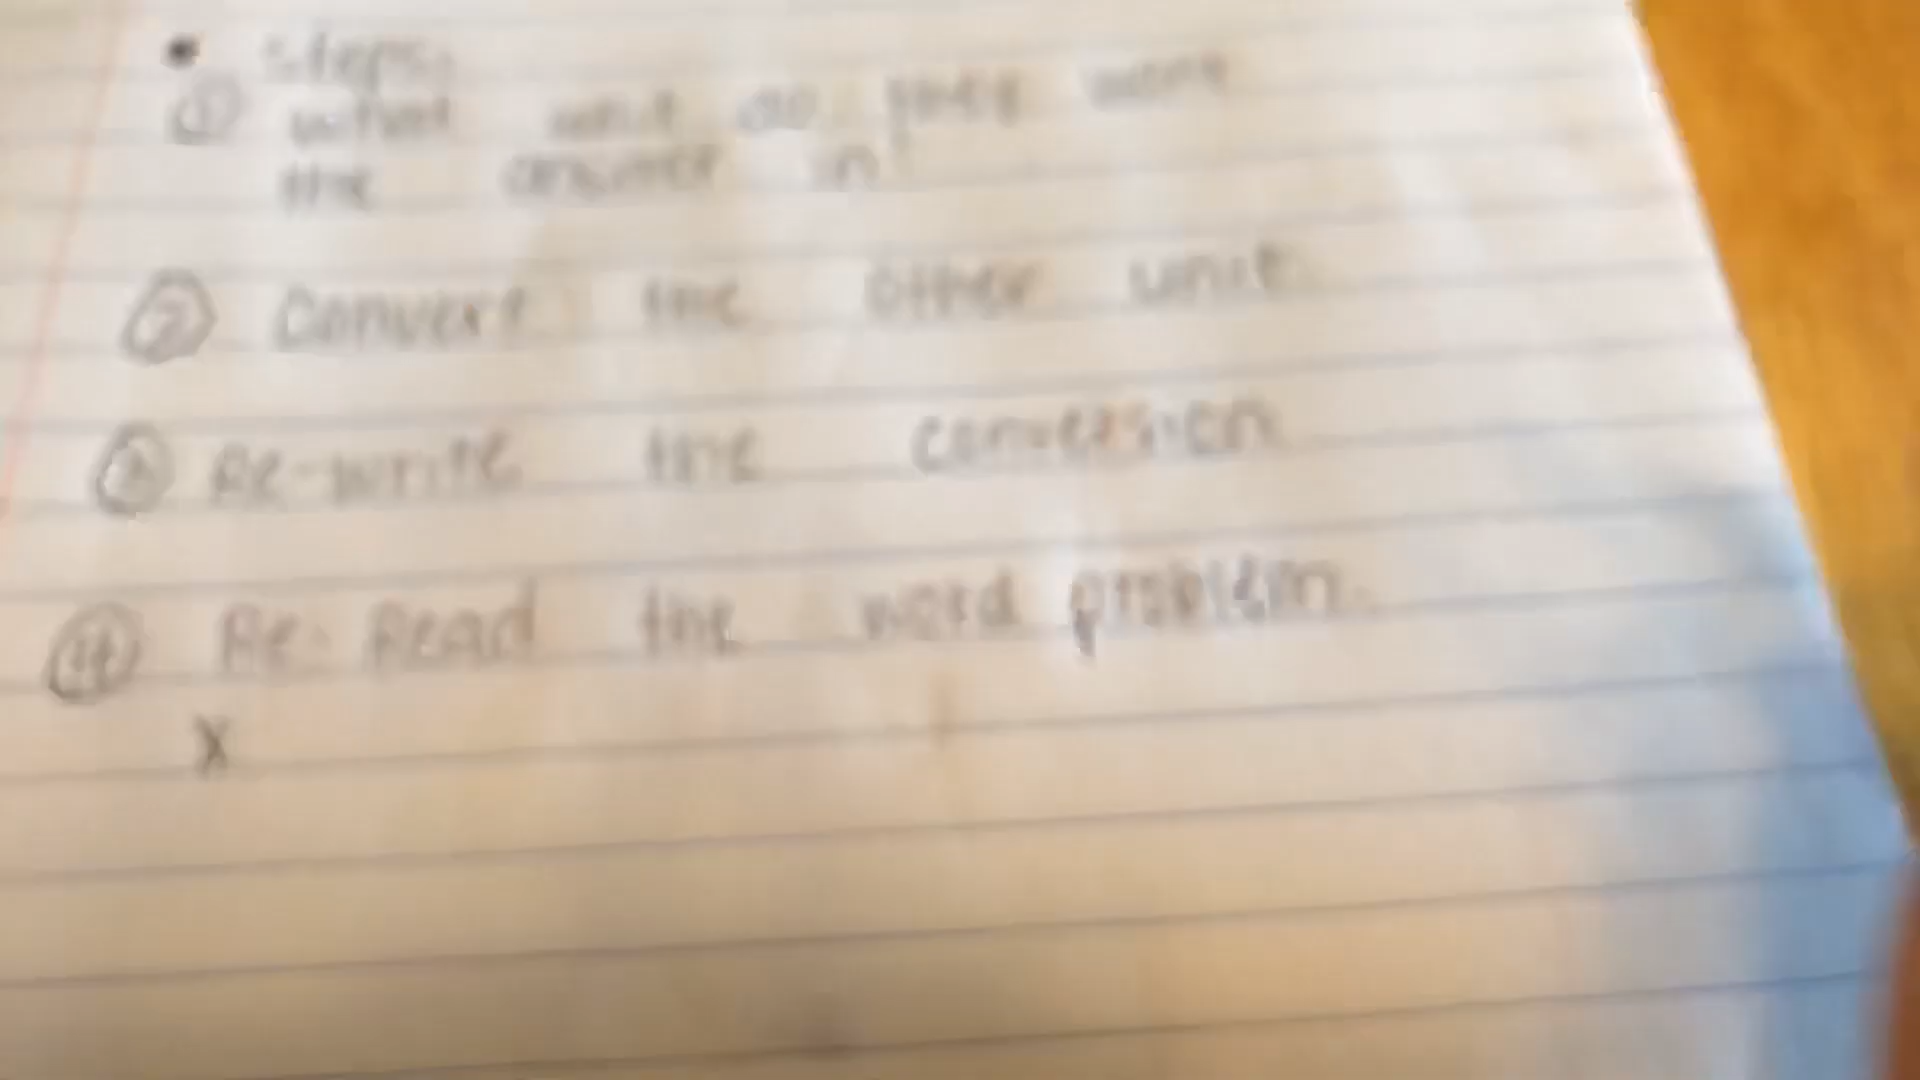 • Steps:
① what unit do they want
the answer in?
② Convert the other unit.
③ Re-write the conversion
④ Re-Read the word problem.
x